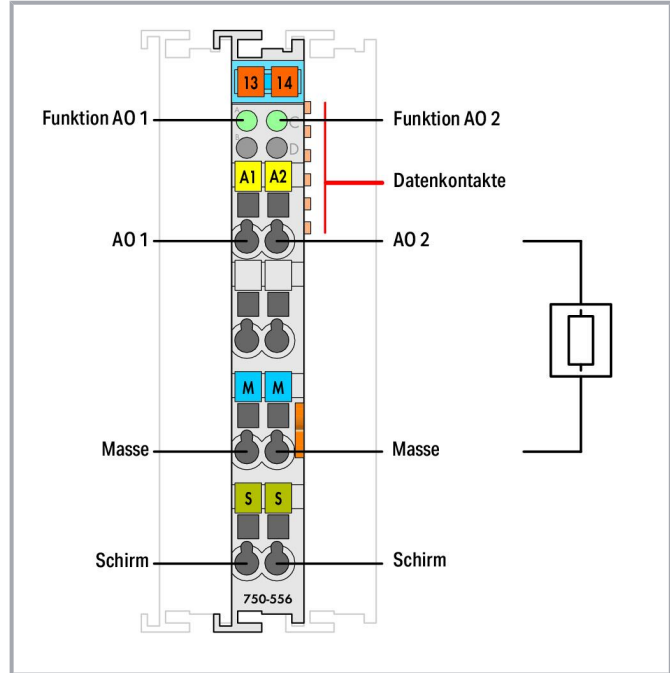 13 14
Funktion AO 1
A C
Funktion AO 2
B D
A1 A2
Datenkontakte
AO 1
AO 2
M M
Masse
Masse
S S
Schirm
Schirm
750-556